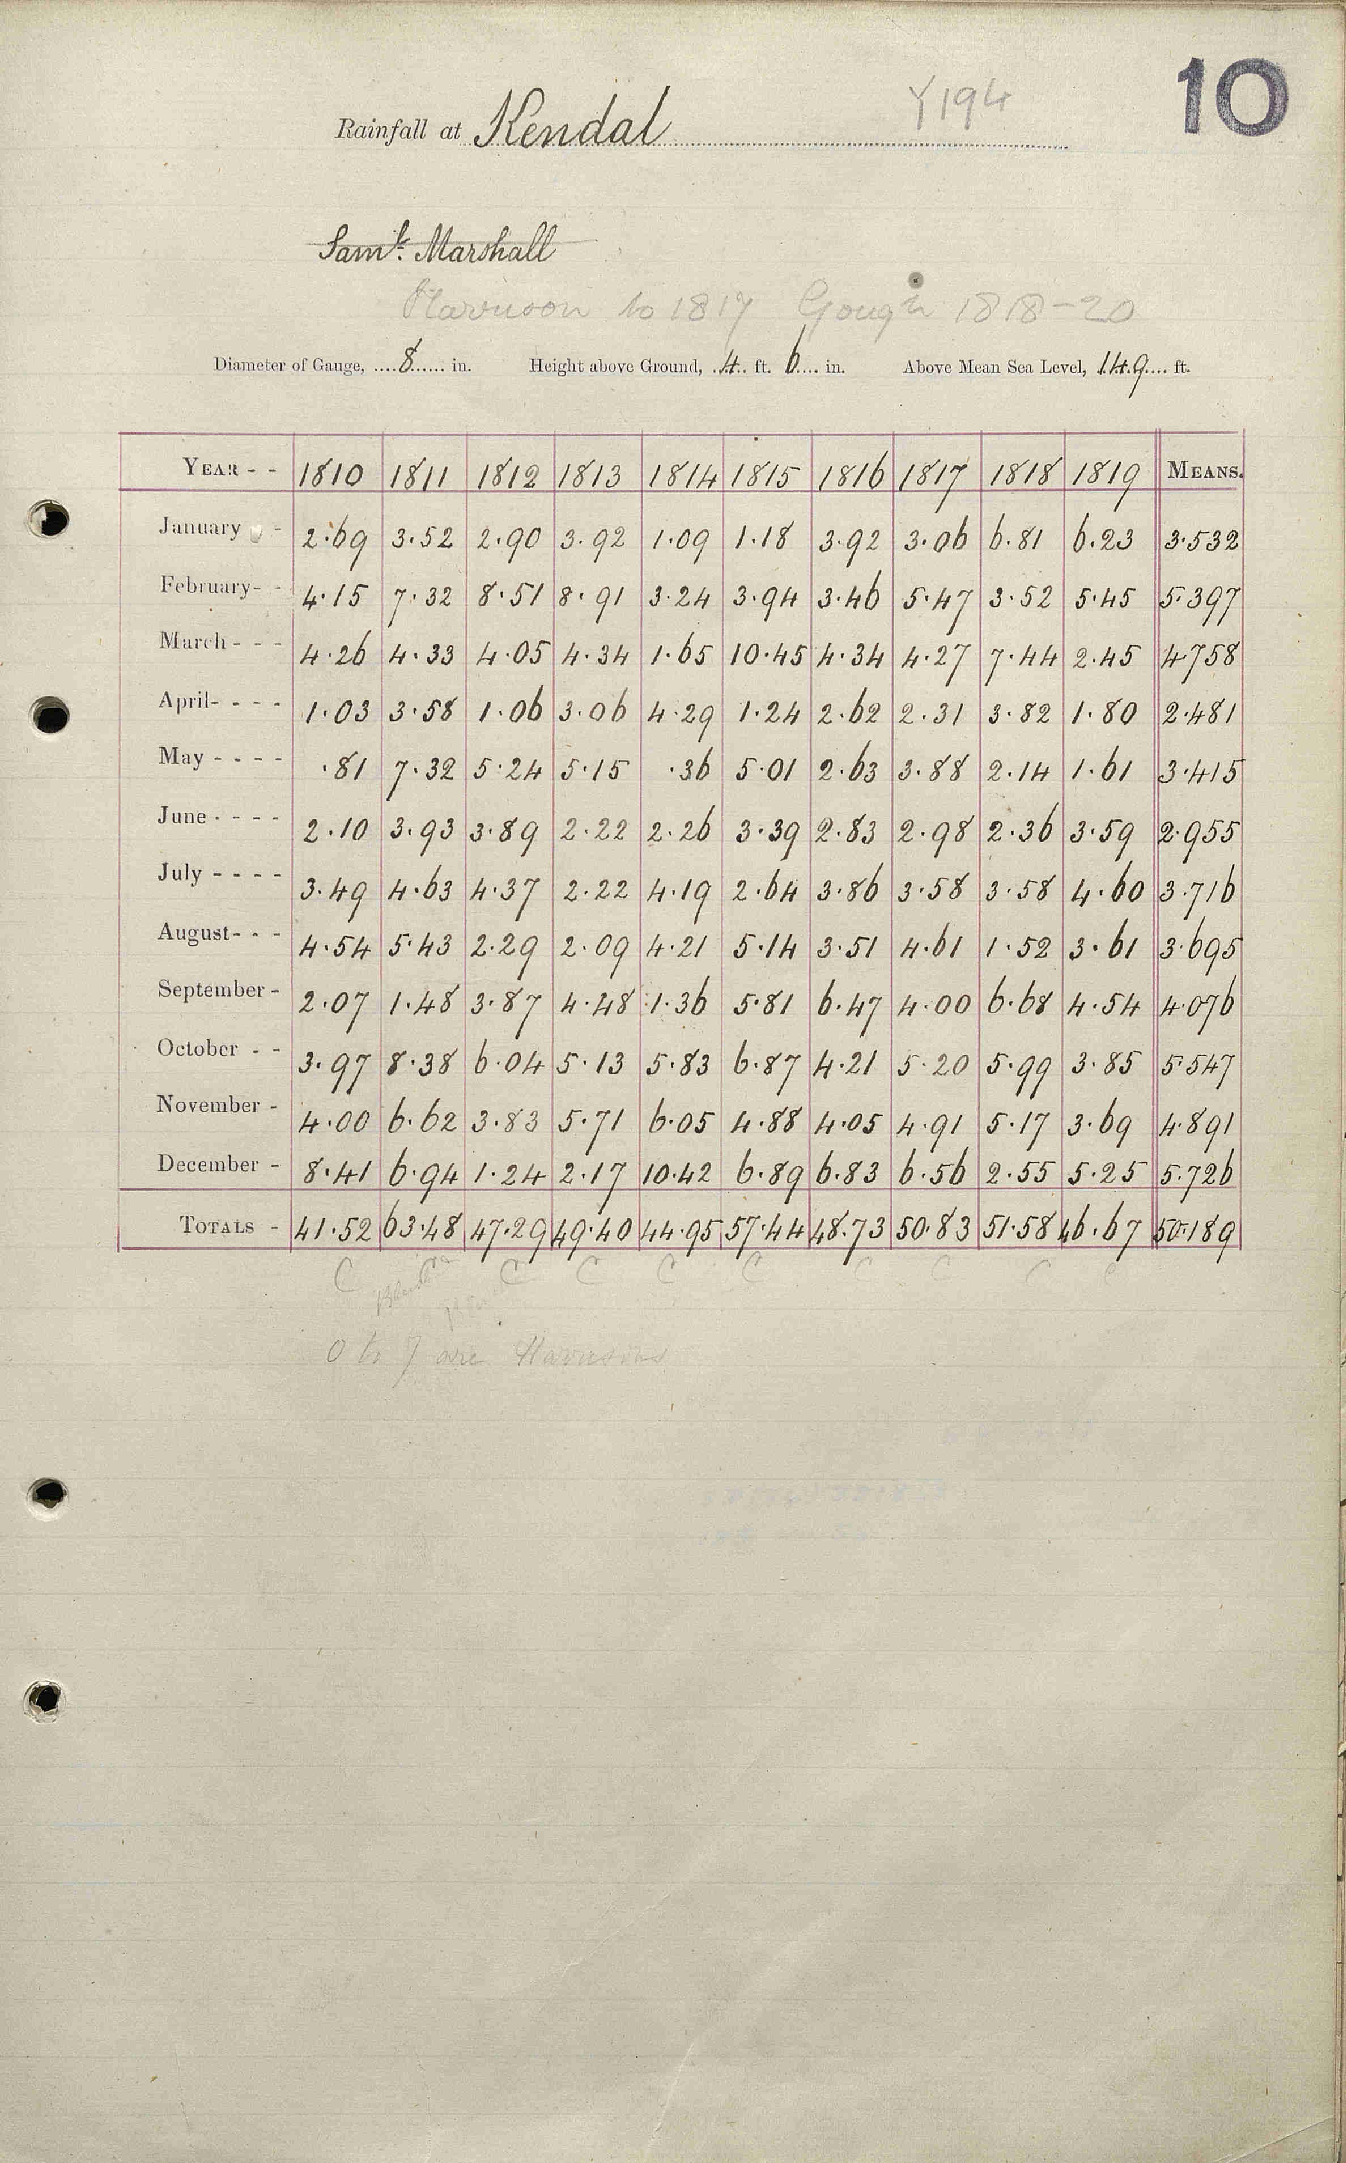 10
Y194
Rainfall at Kendal
Saml. Marshall
Harrison to 1817 Gough 1818-20
Diameter of Gauge, 8 in. Height above Ground, 4 ft. 6 in. Above Mean Sea Level, 149 ft.
YEAR - - 1810 1811 1812 1813 1814 1815 1816 1817 1818 1819 MEANS.
January - 2.69 3.52 2.90 3.92 1.09 1.18 3.92 3.06 6.81 6.23 3.532
February - - 4.15 7.32 8.51 8.91 3.24 3.94 3.46 5.47 3.52 5.45 5.397
March - - - 4.26 4.33 4.05 4.34 1.65 10.45 4.34 4.27 7.44 2.45 4.758
April - - - - 1.03 3.58 1.06 3.06 4.29 1.24 2.62 2.31 3.82 1.80 2.481
May - - - - .81 7.32 5.24 5.15 .36 5.01 2.63 3.88 2.14 1.61 3.415
June - - - - 2.10 3.93 3.89 2.22 2.26 3.39 2.83 2.98 2.36 3.59 2.955
July - - - - 3.49 4.63 4.37 2.22 4.19 2.64 3.86 3.58 3.58 4.60 3.716
August - - - 4.54 5.43 2.29 2.09 4.21 5.14 3.51 4.61 1.52 3.61 3.695
September - 2.07 1.48 3.87 4.48 1.36 5.81 6.47 4.00 6.68 4.54 4.076
October - - 3.97 8.38 6.04 5.13 5.83 6.87 4.21 5.20 5.99 3.85 5.547
November - 4.00 6.62 3.83 5.71 6.05 4.88 4.05 4.91 5.17 3.69 4.891
December - 8.41 6.94 1.24 2.17 10.42 6.89 6.83 6.56 2.55 5.25 5.726
TOTALS - 41.52 63.48 47.29 49.40 44.95 57.44 48.73 50.83 51.58 46.67 50.189
C C C C C C C C C
0 to 7 are Harrisons